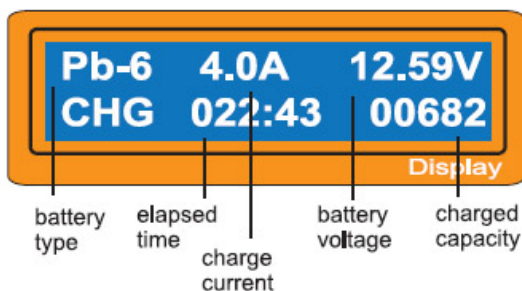 Pb-6 4.0A 12.59V
CHG 022:43 00682
Display
battery type
elapsed time
charge current
battery voltage
charged capacity